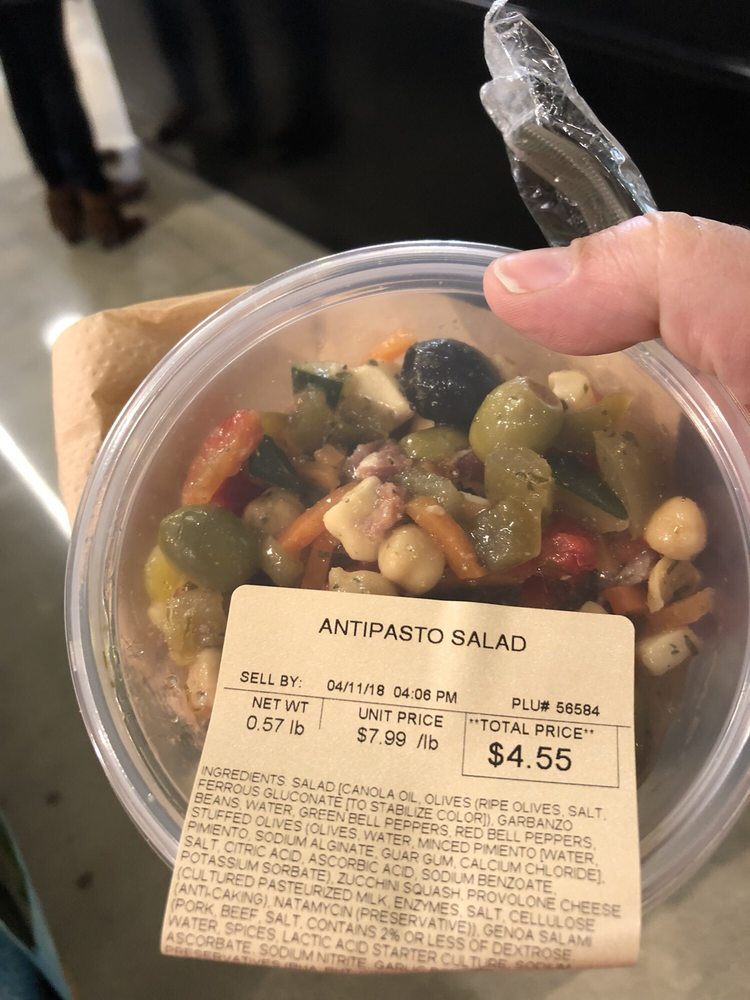 ANTIPASTO SALAD
SELL BY: 04/11/18 04:06 PM PLU# 56584
NET WT UNIT PRICE **TOTAL PRICE**
0.57 lb $7.99 /lb $4.55
INGREDIENTS: SALAD [CANOLA OIL, OLIVES (RIPE OLIVES, SALT,
FERROUS GLUCONATE [TO STABILIZE COLOR]), GARBANZO
BEANS, WATER, GREEN BELL PEPPERS, RED BELL PEPPERS,
STUFFED OLIVES (OLIVES, WATER, MINCED PIMIENTO [WATER,
PIMIENTO, SODIUM ALGINATE, GUAR GUM, CALCIUM CHLORIDE],
SALT, CITRIC ACID, ASCORBIC ACID, SODIUM BENZOATE,
POTASSIUM SORBATE), ZUCCHINI SQUASH, PROVOLONE CHEESE
(CULTURED PASTEURIZED MILK, ENZYMES, SALT, CELLULOSE
(ANTI-CAKING), NATAMYCIN (PRESERVATIVE)), GENOA SALAMI
(PORK, BEEF, SALT, CONTAINS 2% OR LESS OF DEXTROSE
WATER, SPICES, LACTIC ACID STARTER CULTURE, SODIUM
ASCORBATE, SODIUM NITRITE, GARLIC